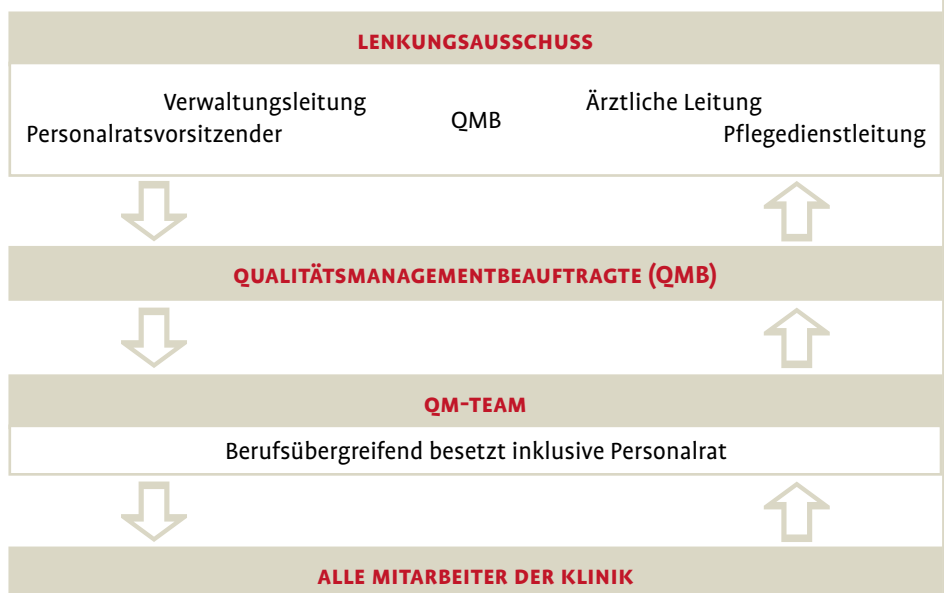 LENKUNGSAUSSCHUSS
Verwaltungsleitung
Personalratsvorsitzender
QMB
Ärztliche Leitung
Pflegedienstleitung
QUALITÄTSMANAGEMENTBEAUFTRAGTE (QMB)
QM-TEAM
Berufsübergreifend besetzt inklusive Personalrat
ALLE MITARBEITER DER KLINIK